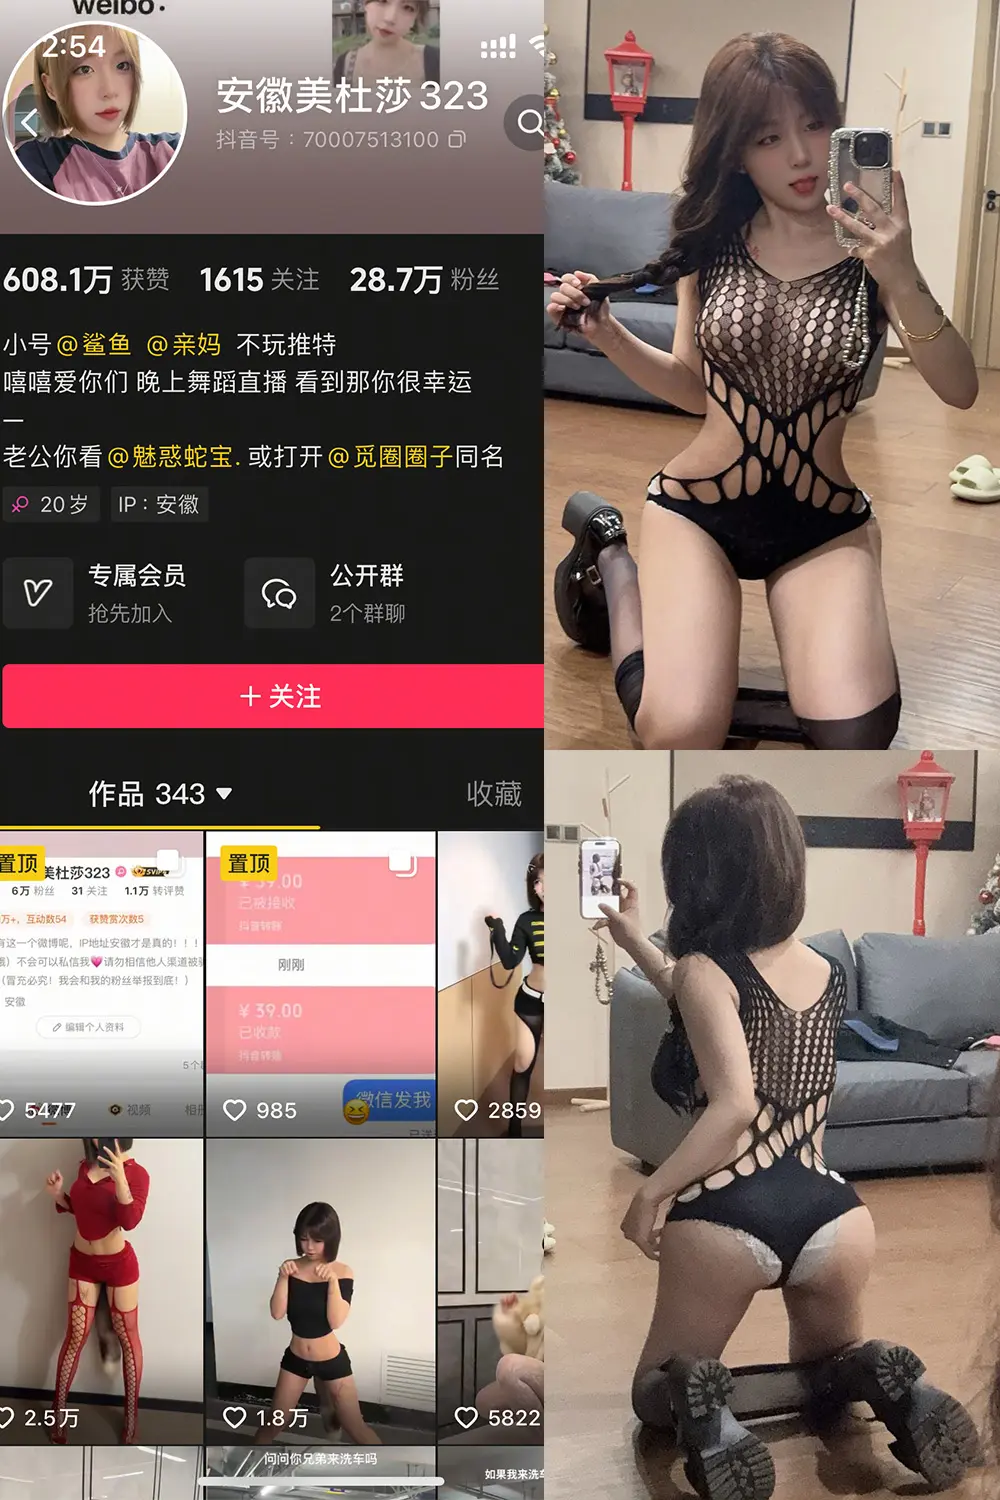 weibo.
2:54
安徽美杜莎323
抖音号：70007513100
608.1万 获赞 1615 关注 28.7万 粉丝
小号@鲨鱼 @亲妈 不玩推特
嘻嘻爱你们 晚上舞蹈直播 看到那你很幸运
—
老公你看@魅惑蛇宝. 或打开@觅圈圈子同名
20岁 IP：安徽
专属会员 公开群
抢先加入 2个群聊
+ 关注
作品 343 收藏
置顶 美杜莎323
6万 粉丝 31 关注 1.1万 转评赞
万+，互动数54 获赞赏次数5
有这一个微博呢，IP地址安徽才是真的！！！
不会可以私信我 请勿相信他人渠道被
（冒充必究！我会和我的粉丝举报到底！）
安徽
编辑个人资料
视频
5477
置顶
¥ 39.00
已被接收
抖音转账
刚刚
¥ 39.00
已收款
抖音转账
微信发我
985
2859
2.5万
1.8万
5822
问问你兄弟来洗车吗
如果我来洗车